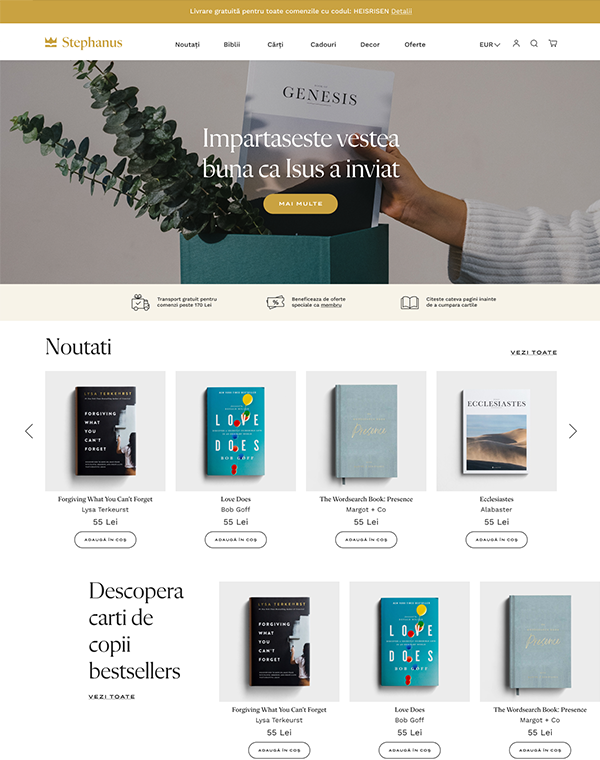 Livrare gratuită pentru toate comenzile cu codul: HEISRISEN Detalii
Stephanus
Noutați
Biblii
Cărți
Cadouri
Decor
Oferte
EUR
GENESIS
Impartaseste vestea
buna ca Isus a inviat
MAI MULTE
Transport gratuit pentru
comenzi peste 170 Lei
Beneficeaza de oferte
speciale ca membru
Citeste cateva pagini inainte
de a cumpara cartile
Noutati
VEZI TOATE
LYSA TERKEURST
FORGIVING
WHAT
YOU
CAN'T
FORGET
LOVE
DOES
BOB GOFF
Presence
ECCLESIASTES
Forgiving What You Can't Forget
Lysa Terkeurst
55 Lei
ADAUGĂ ÎN COȘ
Love Does
Bob Goff
55 Lei
ADAUGĂ ÎN COȘ
The Wordsearch Book: Presence
Margot + Co
55 Lei
ADAUGĂ ÎN COȘ
Ecclesiastes
Alabaster
55 Lei
ADAUGĂ ÎN COȘ
Descopera
carti de
copii
bestsellers
VEZI TOATE
LYSA TERKEURST
FORGIVING
WHAT
YOU
CAN'T
FORGET
LOVE
DOES
BOB GOFF
Presence
Forgiving What You Can't Forget
Lysa Terkeurst
55 Lei
ADAUGĂ ÎN COȘ
Love Does
Bob Goff
55 Lei
ADAUGĂ ÎN COȘ
The Wordsearch Book: Presence
Margot + Co
55 Lei
ADAUGĂ ÎN COȘ